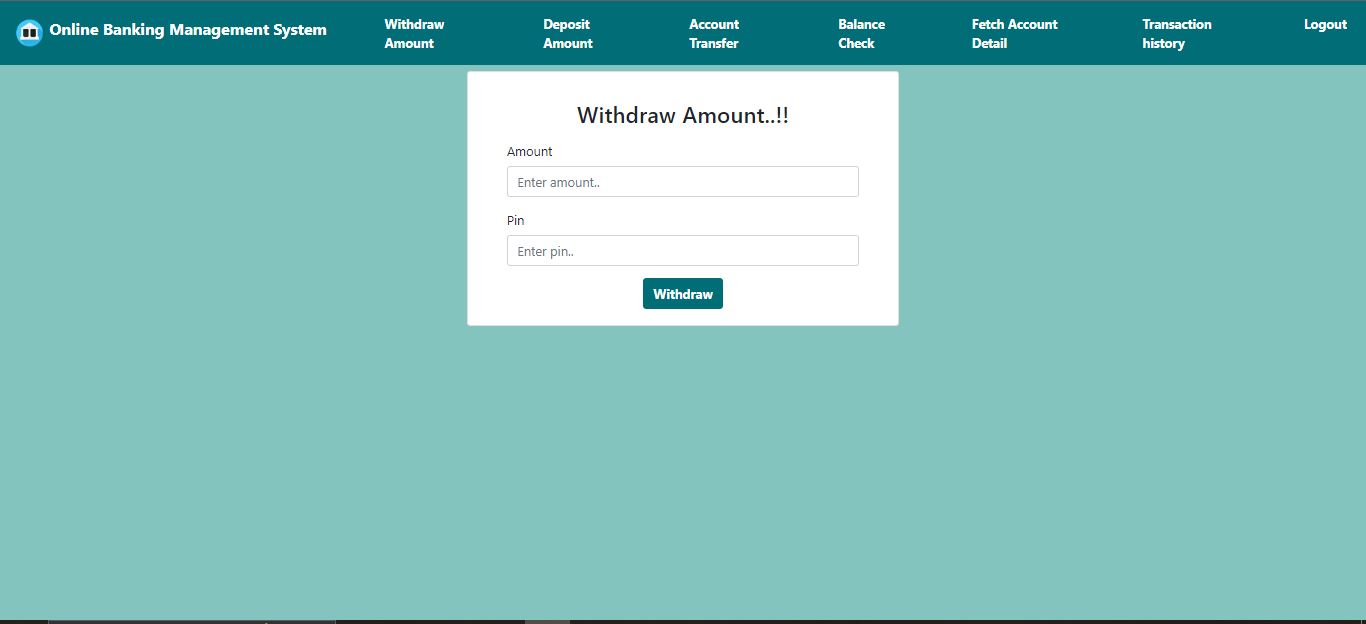 Online Banking Management System
Withdraw
Amount
Deposit
Amount
Account
Transfer
Balance
Check
Fetch Account
Detail
Transaction
history
Logout
Withdraw Amount..!!
Amount
Enter amount..
Pin
Enter pin..
Withdraw